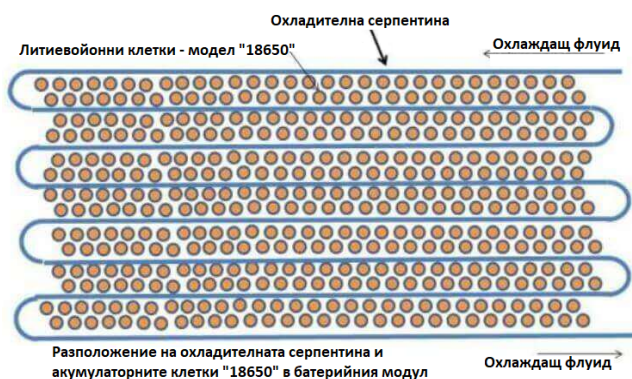 Охладителна серпентина
Литиевойонни клетки - модел "18650"
Охлаждащ флуид
Разположение на охладителната серпентина и
акумулаторните клетки "18650" в батерийния модул
Охлаждащ флуид